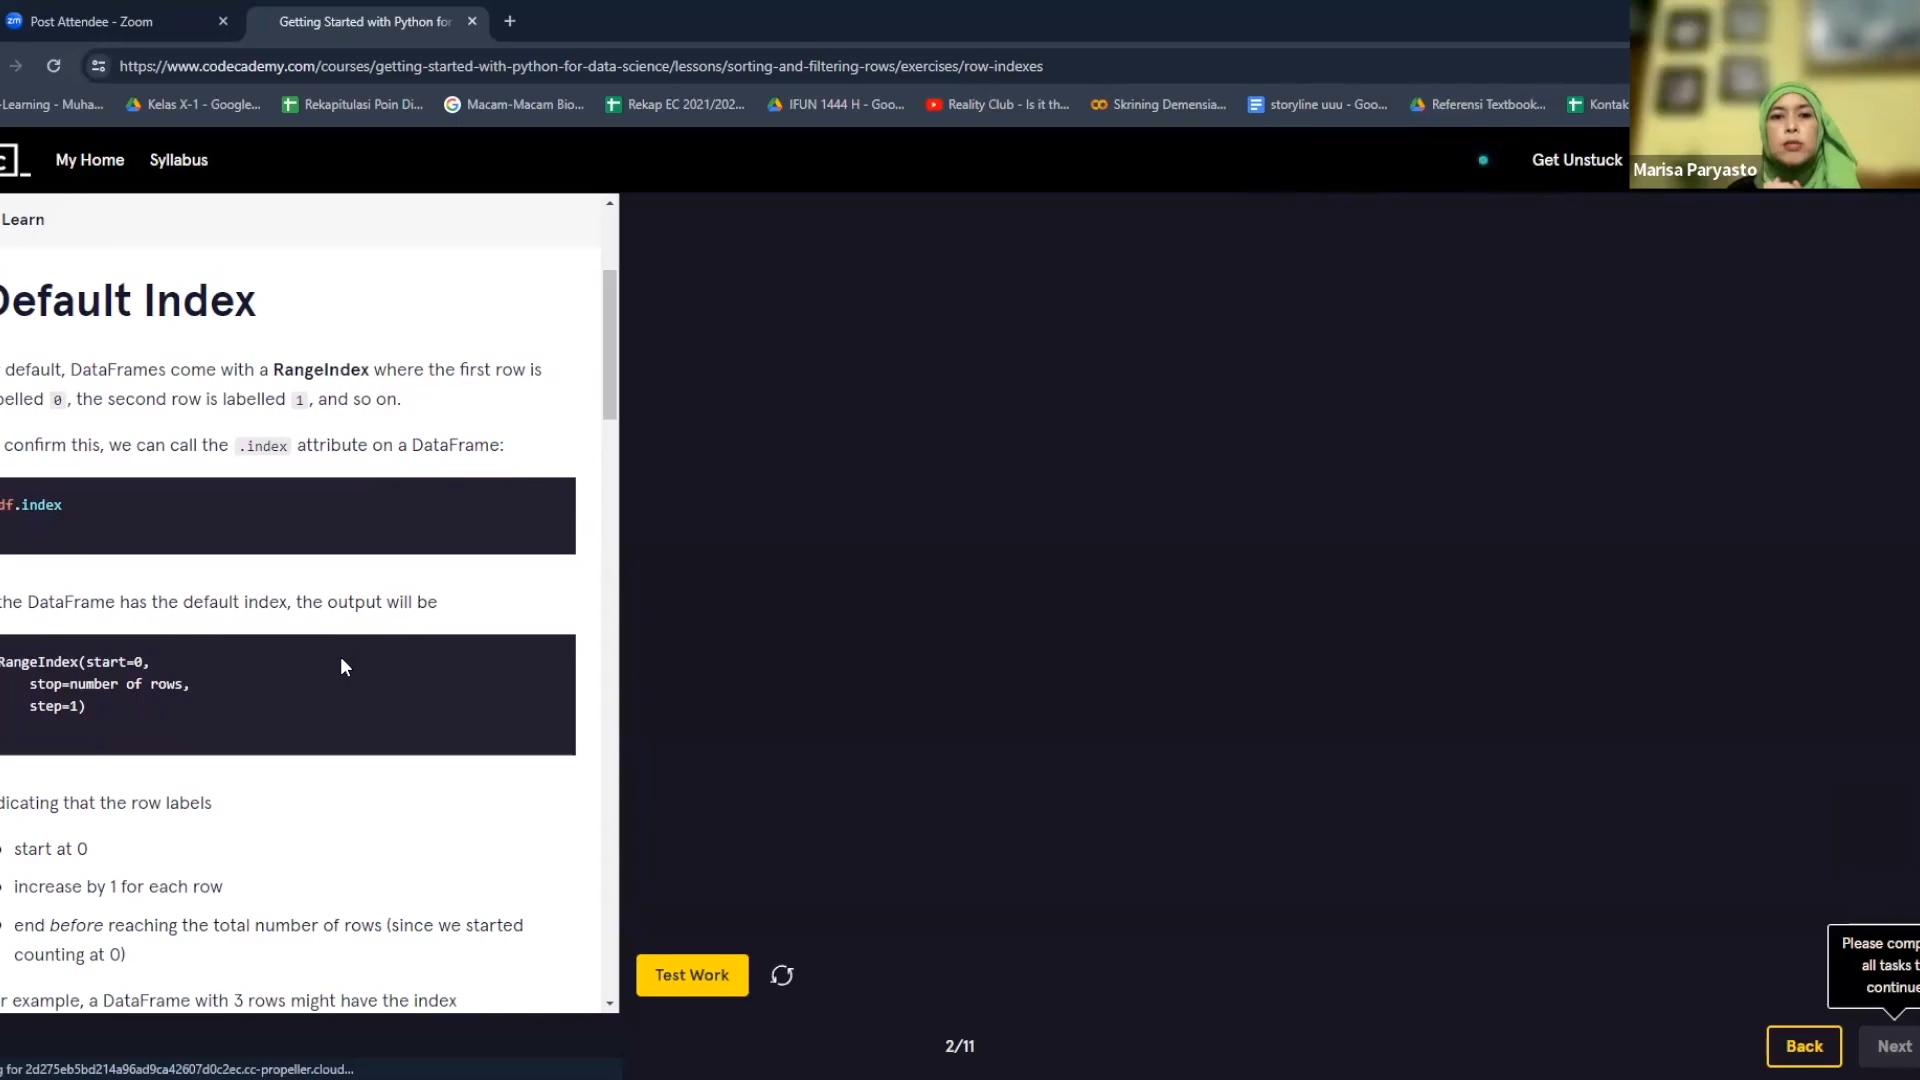 zm Post Attendee - Zoom
Getting Started with Python for
https://www.codecademy.com/courses/getting-started-with-python-for-data-science/lessons/sorting-and-filtering-rows/exercises/row-indexes
-Learning - Muha... Kelas X-1 - Google... Rekapitulasi Poin Di... Macam-Macam Bio... Rekap EC 2021/202... IFUN 1444 H - Goo... Reality Club - Is it th... Skrining Demensia... storyline uuu - Goo... Referensi Textbook... Kontak
Marisa Paryasto
c_ My Home Syllabus Get Unstuck
Learn
Default Index
default, DataFrames come with a RangeIndex where the first row is
belled 0, the second row is labelled 1, and so on.
confirm this, we can call the .index attribute on a DataFrame:
df.index
the DataFrame has the default index, the output will be
RangeIndex(start=0,
stop=number of rows,
step=1)
dicating that the row labels
start at 0
increase by 1 for each row
end before reaching the total number of rows (since we started
counting at 0)
r example, a DataFrame with 3 rows might have the index
Test Work
Please comp
all tasks t
continue
2/11
Back
Next
g for 2d275eb5bd214a96ad9ca42607d0c2ec.cc-propeller.cloud...